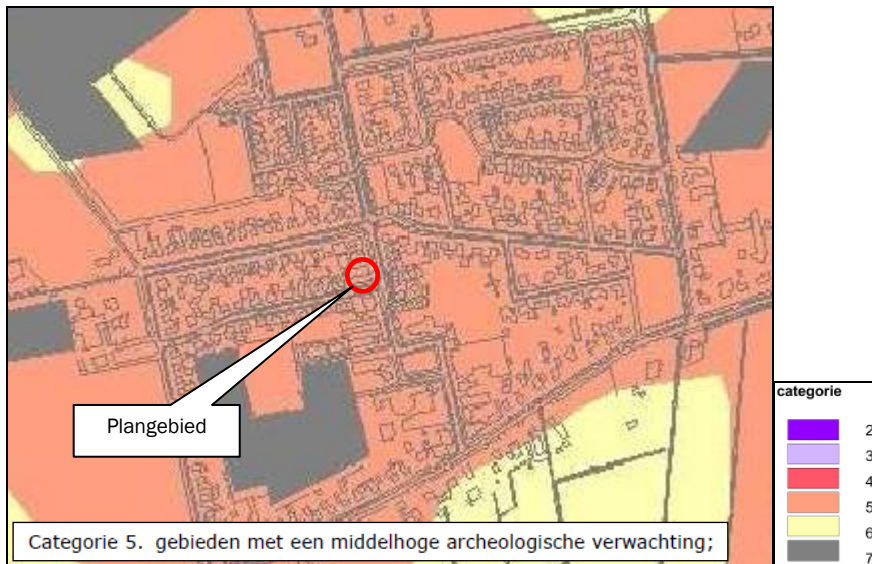 Plangebied
Categorie 5. gebieden met een middelhoge archeologische verwachting;
categorie
2
3
4
5
6
7